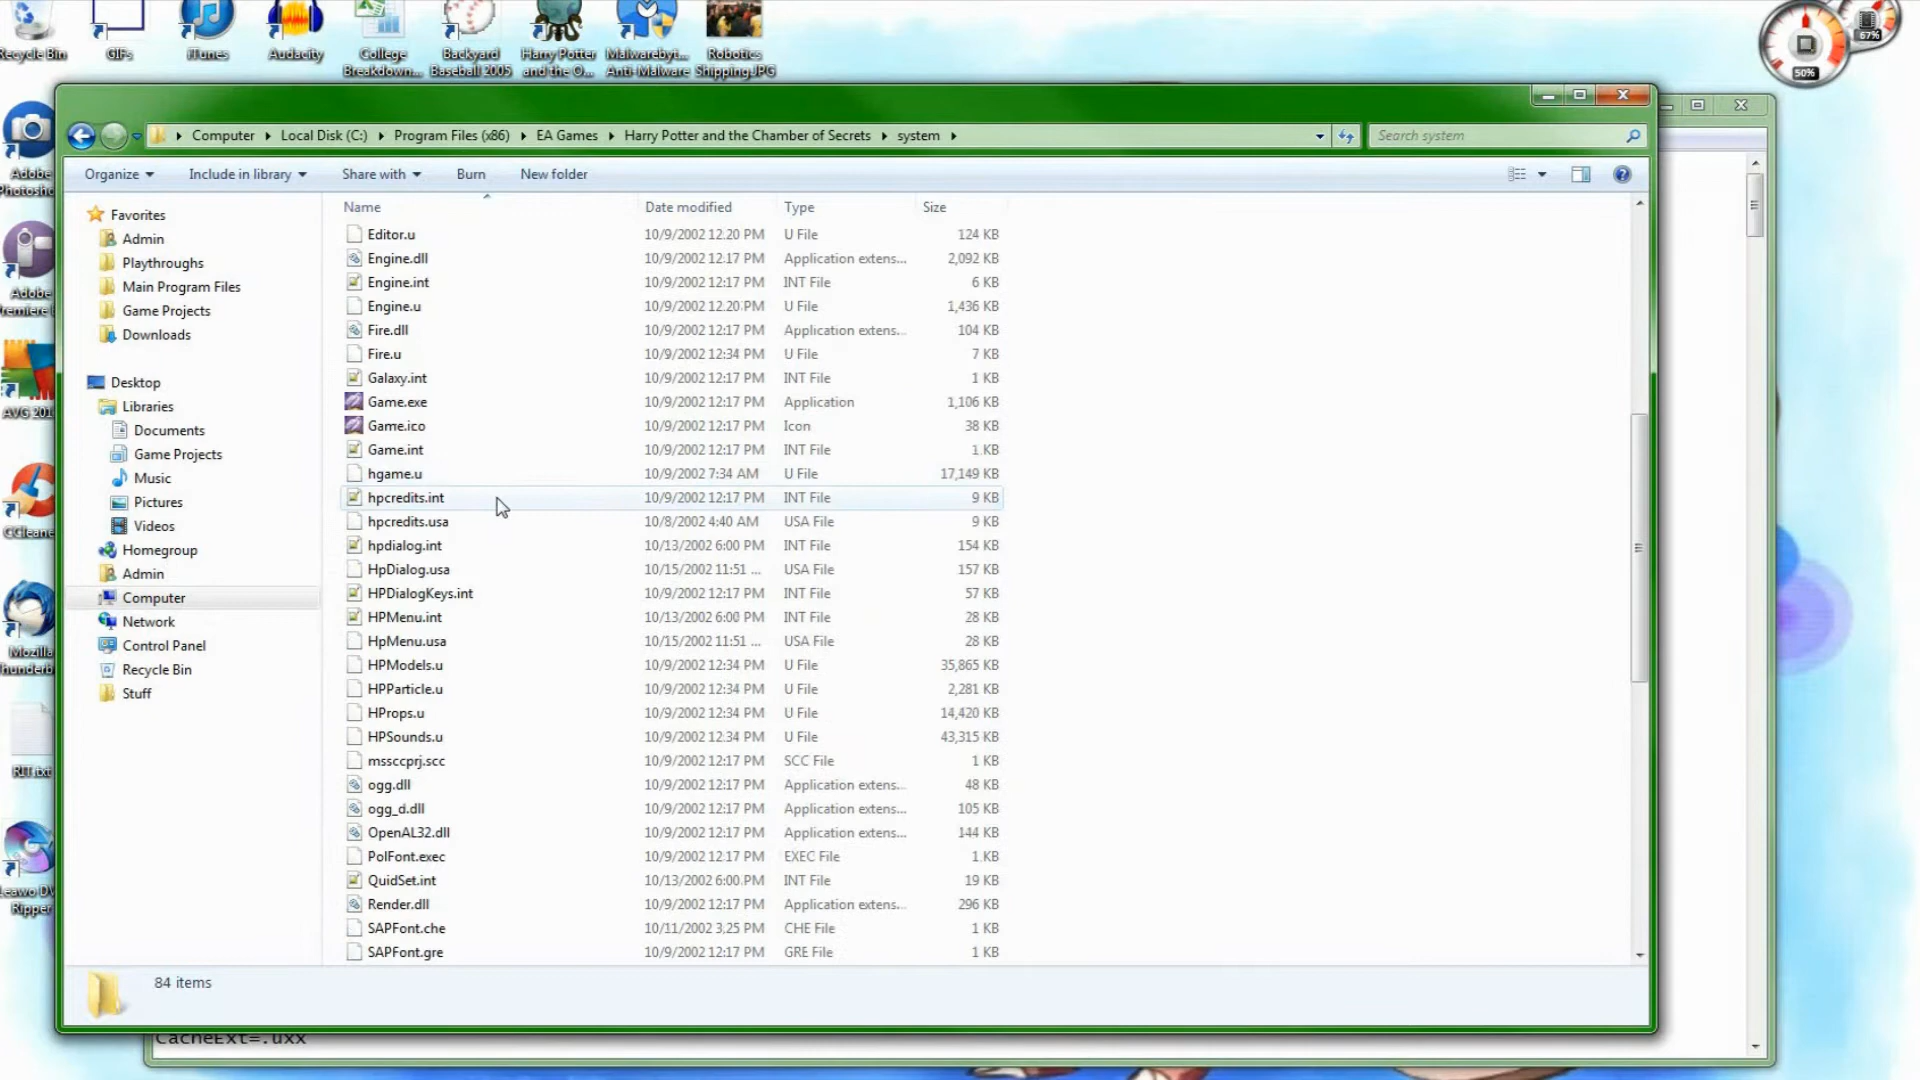 Recycle Bin
GIFs
iTunes
Audacity
College Breakdown...
Backyard Baseball 2005
Harry Potter and the O...
Malwarebyt... Anti-Malware
Robotics Shipping.JPG
67%
50%
Computer Local Disk (C:) Program Files (x86) EA Games Harry Potter and the Chamber of Secrets system
Search system
Organize Include in library Share with Burn New folder
Name Date modified Type Size
Favorites
Admin
Playthroughs
Main Program Files
Game Projects
Downloads
Desktop
Libraries
Documents
Game Projects
Music
Pictures
Videos
Homegroup
Admin
Computer
Network
Control Panel
Recycle Bin
Stuff
Editor.u 10/9/2002 12:20 PM U File 124 KB
Engine.dll 10/9/2002 12:17 PM Application extens... 2,092 KB
Engine.int 10/9/2002 12:17 PM INT File 6 KB
Engine.u 10/9/2002 12:20 PM U File 1,436 KB
Fire.dll 10/9/2002 12:17 PM Application extens... 104 KB
Fire.u 10/9/2002 12:34 PM U File 7 KB
Galaxy.int 10/9/2002 12:17 PM INT File 1 KB
Game.exe 10/9/2002 12:17 PM Application 1,106 KB
Game.ico 10/9/2002 12:17 PM Icon 38 KB
Game.int 10/9/2002 12:17 PM INT File 1 KB
hgame.u 10/9/2002 7:34 AM U File 17,149 KB
hpcredits.int 10/9/2002 12:17 PM INT File 9 KB
hpcredits.usa 10/8/2002 4:40 AM USA File 9 KB
hpdialog.int 10/13/2002 6:00 PM INT File 154 KB
HpDialog.usa 10/15/2002 11:51 ... USA File 157 KB
HPDialogKeys.int 10/9/2002 12:17 PM INT File 57 KB
HPMenu.int 10/13/2002 6:00 PM INT File 28 KB
HpMenu.usa 10/15/2002 11:51 ... USA File 28 KB
HPModels.u 10/9/2002 12:34 PM U File 35,865 KB
HPParticle.u 10/9/2002 12:34 PM U File 2,281 KB
HProps.u 10/9/2002 12:34 PM U File 14,420 KB
HPSounds.u 10/9/2002 12:34 PM U File 43,315 KB
mssccprj.scc 10/9/2002 12:17 PM SCC File 1 KB
ogg.dll 10/9/2002 12:17 PM Application extens... 48 KB
ogg_d.dll 10/9/2002 12:17 PM Application extens... 105 KB
OpenAL32.dll 10/9/2002 12:17 PM Application extens... 144 KB
PolFont.exec 10/9/2002 12:17 PM EXEC File 1 KB
QuidSet.int 10/13/2002 6:00 PM INT File 19 KB
Render.dll 10/9/2002 12:17 PM Application extens... 296 KB
SAPFont.che 10/11/2002 3:25 PM CHE File 1 KB
SAPFont.gre 10/9/2002 12:17 PM GRE File 1 KB
84 items
CacheExt=.uxx
Adobe
Adobe
AVG 201
CCleane
Mozilla
RIT.txt
Leawo DV
Ripper